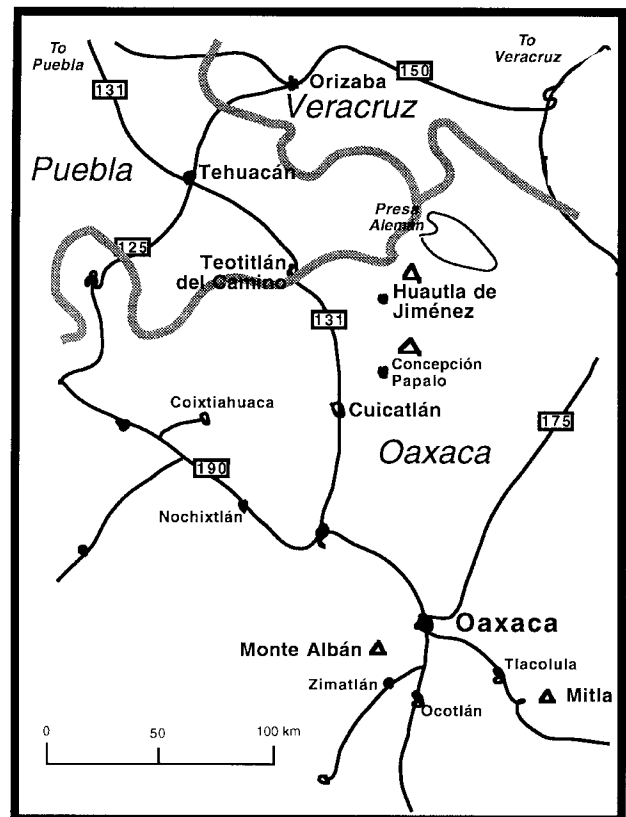 To
Puebla
131
Orizaba
150
To
Veracruz
Veracruz
Puebla
Tehuacán
Presa
Alemán
125
Teotitlán
del Camino
Huautla de
Jiménez
131
Concepción
Papalo
Coixtiahuaca
Cuicatlán
175
Oaxaca
190
Nochixtlán
Oaxaca
Monte Albán
Tlacolula
Zimatlán
Mitla
Ocotlán
0 50 100 km